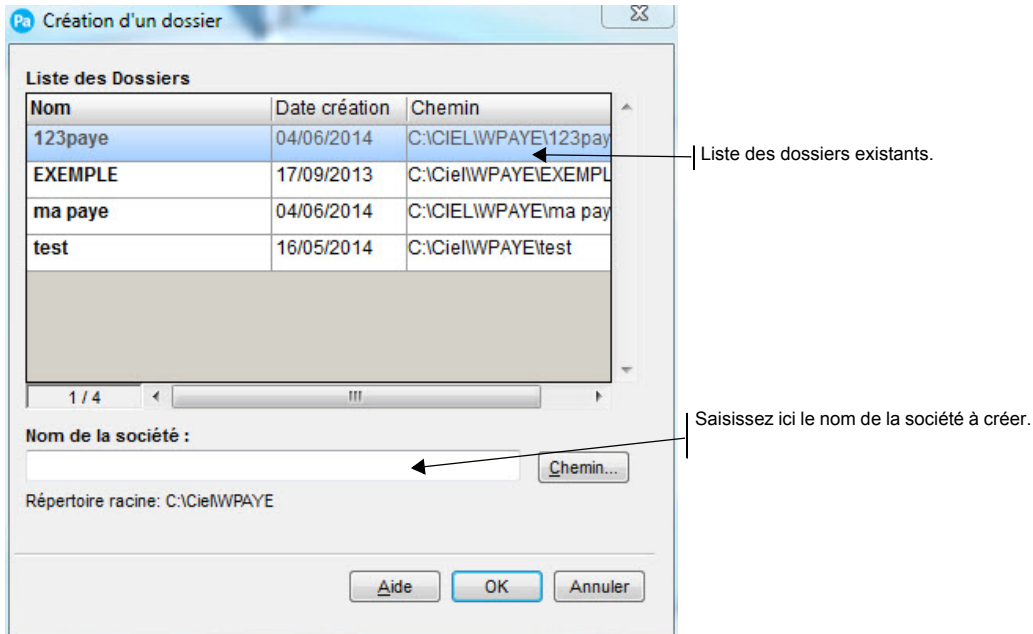 Pa Création d'un dossier
Liste des Dossiers
Nom Date création Chemin
123paye 04/06/2014 C:\CIEL\WPAYE\123pay
EXEMPLE 17/09/2013 C:\Ciel\WPAYE\EXEMPL
ma paye 04/06/2014 C:\CIEL\WPAYE\ma pay
test 16/05/2014 C:\Ciel\WPAYE\test
Liste des dossiers existants.
1 / 4
Nom de la société :
Saisissez ici le nom de la société à créer.
Chemin...
Répertoire racine: C:\Ciel\WPAYE
Aide OK Annuler